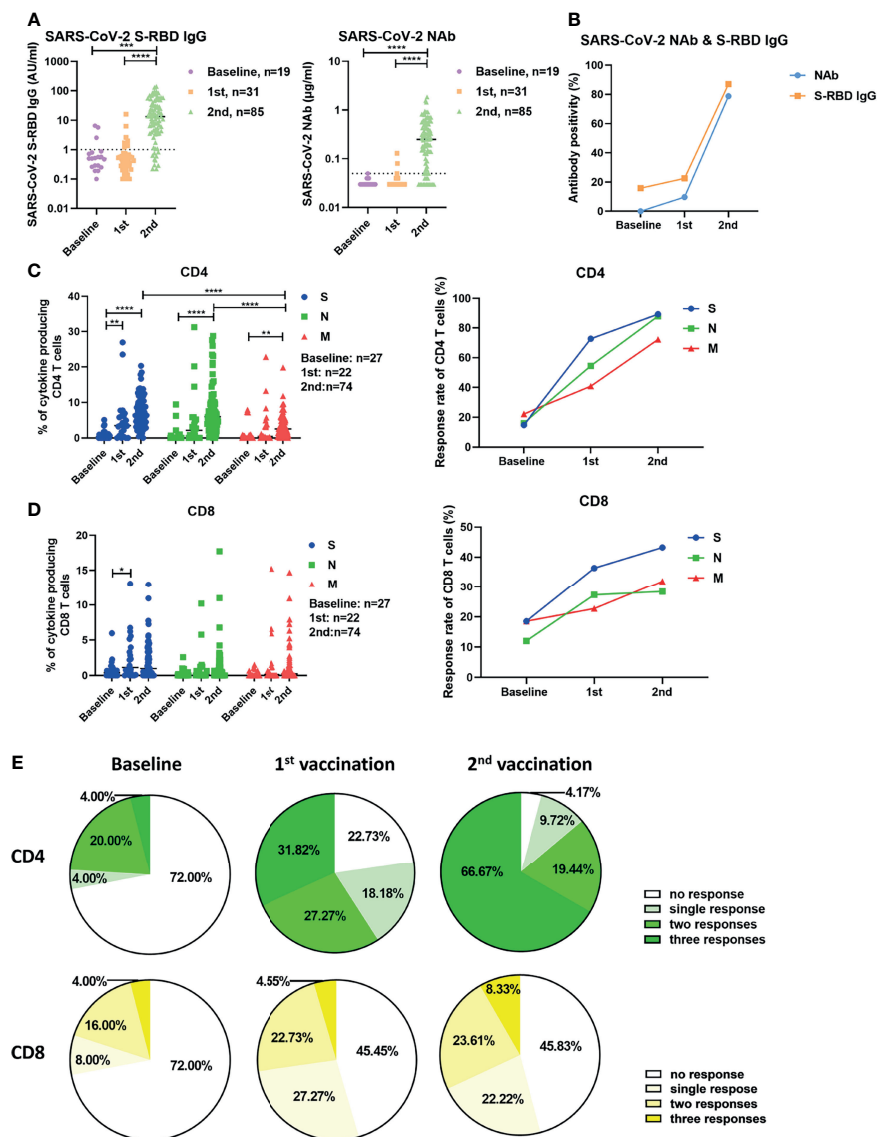 A
SARS-CoV-2 S-RBD IgG
***
****
SARS-CoV-2 S-RBD IgG (AU/ml)
1000
100
10
1
0.1
0.01
Baseline
1st
2nd
Baseline, n=19
1st, n=31
2nd, n=85
SARS-CoV-2 NAb
****
****
SARS-CoV-2 NAb (μg/ml)
10
1
0.1
0.01
Baseline
1st
2nd
Baseline, n=19
1st, n=31
2nd, n=85
B
SARS-CoV-2 NAb & S-RBD IgG
Antibody positivity (%)
100
80
60
40
20
0
Baseline
1st
2nd
NAb
S-RBD IgG
C
CD4
% of cytokine producing
CD4 T cells
40
30
20
10
0
****
****
****
**
****
**
Baseline
1st
2nd
Baseline
1st
2nd
Baseline
1st
2nd
S
N
M
Baseline: n=27
1st: n=22
2nd:n=74
CD4
Response rate of CD4 T cells (%)
100
80
60
40
20
0
Baseline
1st
2nd
S
N
M
D
CD8
% of cytokine producing
CD8 T cells
20
15
10
5
0
*
Baseline
1st
2nd
Baseline
1st
2nd
Baseline
1st
2nd
S
N
M
Baseline: n=27
1st: n=22
2nd:n=74
CD8
Response rate of CD8 T cells (%)
50
40
30
20
10
0
Baseline
1st
2nd
S
N
M
E
Baseline
1st vaccination
2nd vaccination
CD4
4.00%
20.00%
4.00%
72.00%
31.82%
22.73%
18.18%
27.27%
4.17%
9.72%
66.67%
19.44%
no response
single response
two responses
three responses
CD8
4.00%
16.00%
8.00%
72.00%
4.55%
22.73%
45.45%
27.27%
8.33%
23.61%
45.83%
22.22%
no response
single respose
two responses
three responses